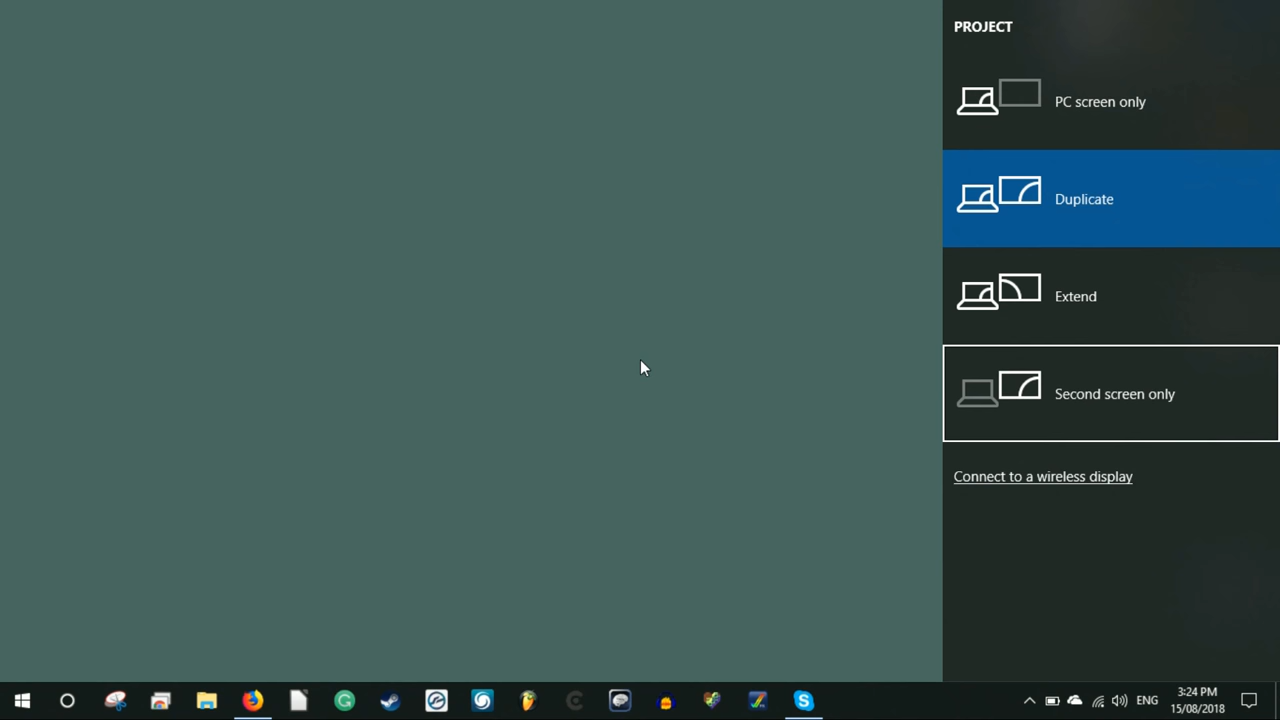 PROJECT
PC screen only
Duplicate
Extend
Second screen only
Connect to a wireless display
ENG
3:24 PM
15/08/2018